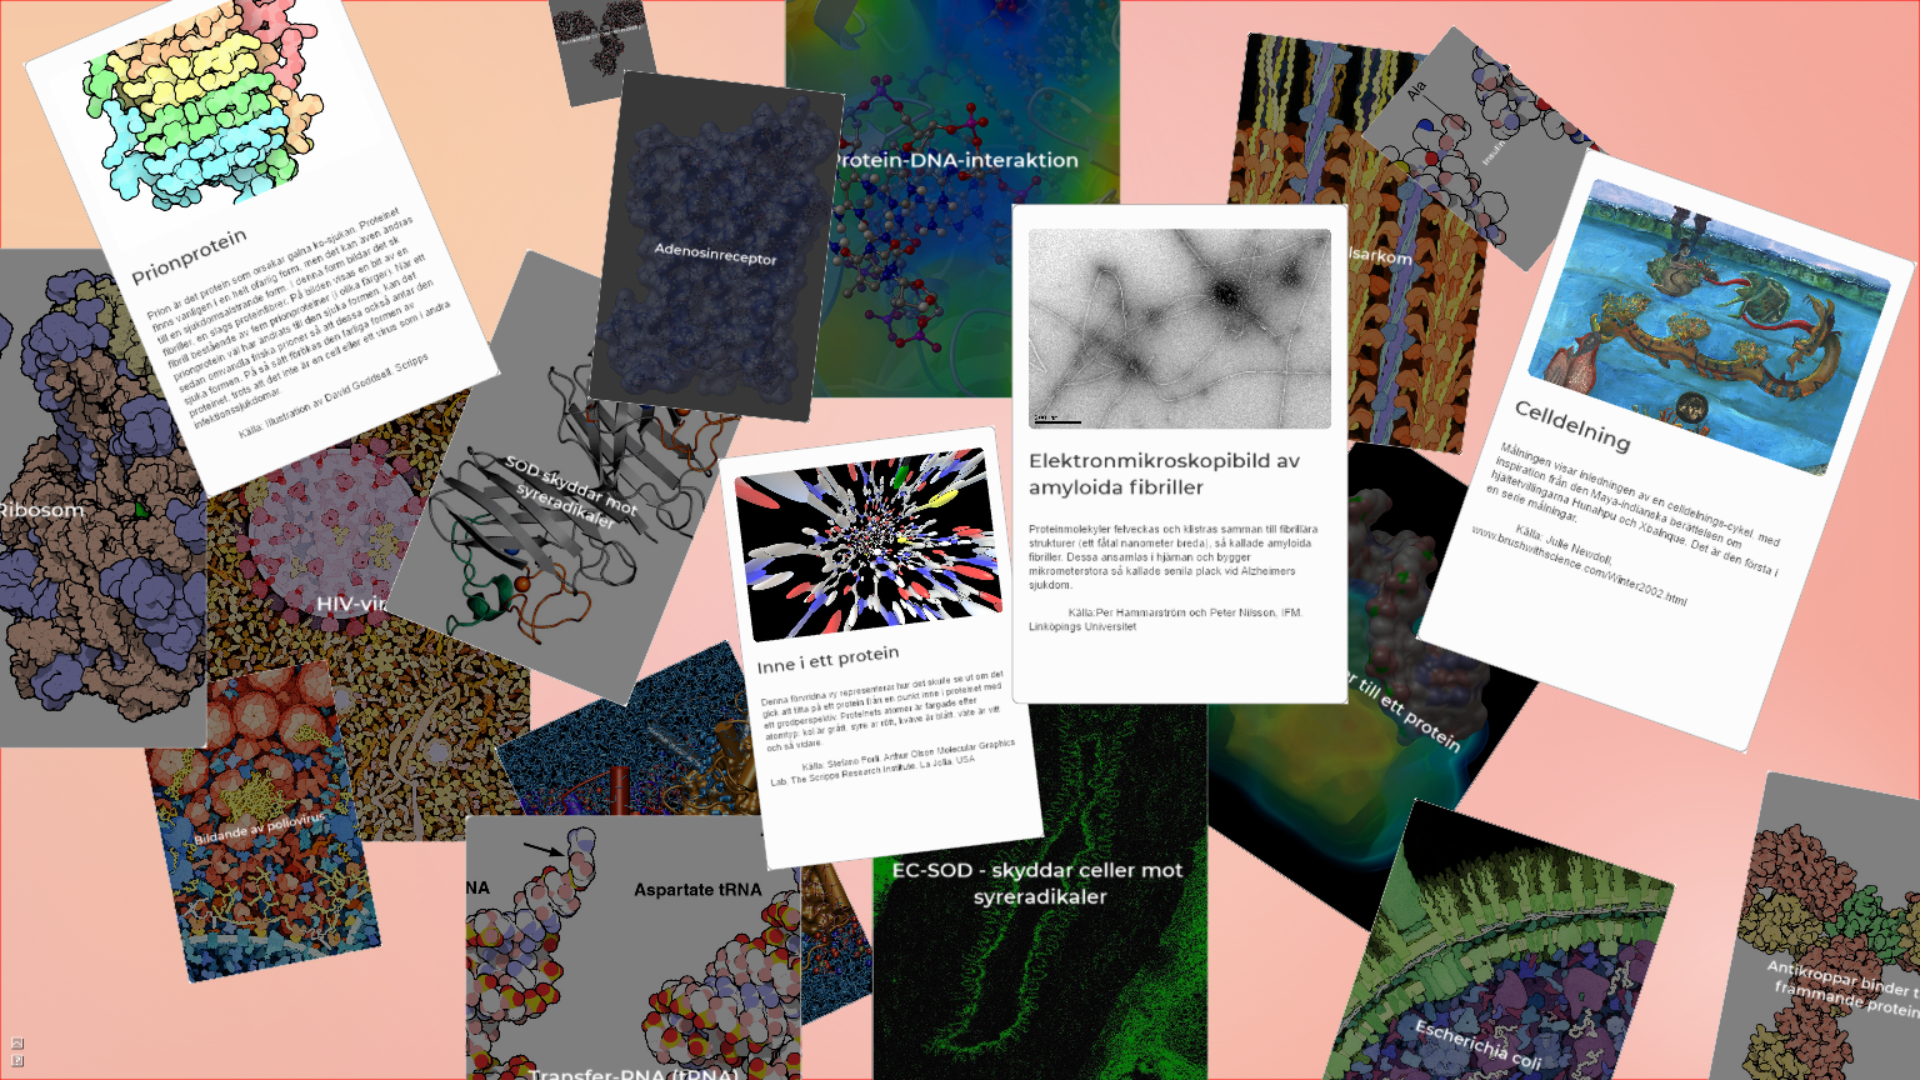 Prionprotein
Prion är det protein som orsakar galna ko-sjukan. Proteinet
finns vanligen i en helt ofarlig form, men det kan även ändras
till en sjukdomsalstrande form. I denna form bildar det sk
fibriller, en slags proteinfibrer. På bilden visas en bit av en
fibrill bestående av fem prionproteiner (i olika färger). När ett
prionprotein väl har ändrats till den sjuka formen, kan det
sedan omvandla friska prioner så att dessa också antar den
sjuka formen. På så sätt förökas den farliga formen av
proteinet, trots att det inte är en cell eller ett virus som i andra
infektionssjukdomar.
Källa: Illustration av David Goodsell, Scripps
Adenosinreceptor
Protein-DNA-interaktion
Ala
Insulin
lsarkom
Ribosom
HIV-vir
SOD skyddar mot
syreradikaler
Inne i ett protein
Denna förvridna vy representerar hur det skulle se ut om det
gick att titta på ett protein från en punkt inne i proteinet med
ett grodperspektiv. Proteinets atomer är färgade efter
atomtyp: kol är grått, syre är rött, kväve är blått, väte är vitt
och så vidare.
Källa: Stefano Forli, Arthur Olson Molecular Graphics
Lab, The Scripps Research Institute, La Jolla, USA
Elektronmikroskopibild av
amyloida fibriller
Proteinmolekyler felveckas och klistras samman till fibrillära
strukturer (ett fåtal nanometer breda), så kallade amyloida
fibriller. Dessa ansamlas i hjärnan och bygger
mikrometerstora så kallade senila plack vid Alzheimers
sjukdom.
Källa:Per Hammarström och Peter Nilsson, IFM,
Linköpings Universitet
Celldelning
Målningen visar inledningen av en celldelnings-cykel, med
inspiration från den Maya-indianska berättelsen om
hjältetvillingarna Hunahpu och Xbalnque. Det är den första i
en serie målningar.
Källa: Julie Newdoll,
www.brushwithscience.com/Winter2002.html
r till ett protein
Bildande av poliovirus
NA
Aspartate tRNA
Transfer-RNA (tRNA)
EC-SOD - skyddar celler mot
syreradikaler
Escherichia coli
Antikroppar binder t
främmande protein